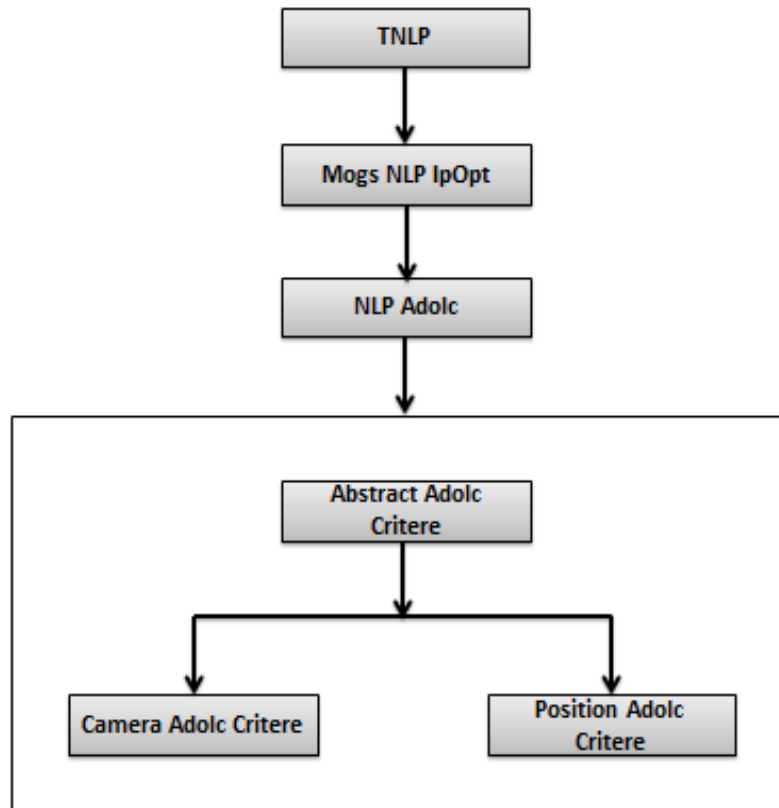 TNLP
Mogs NLP IpOpt
NLP Adolc
Abstract Adolc
Critere
Camera Adolc Critere
Position Adolc
Critere